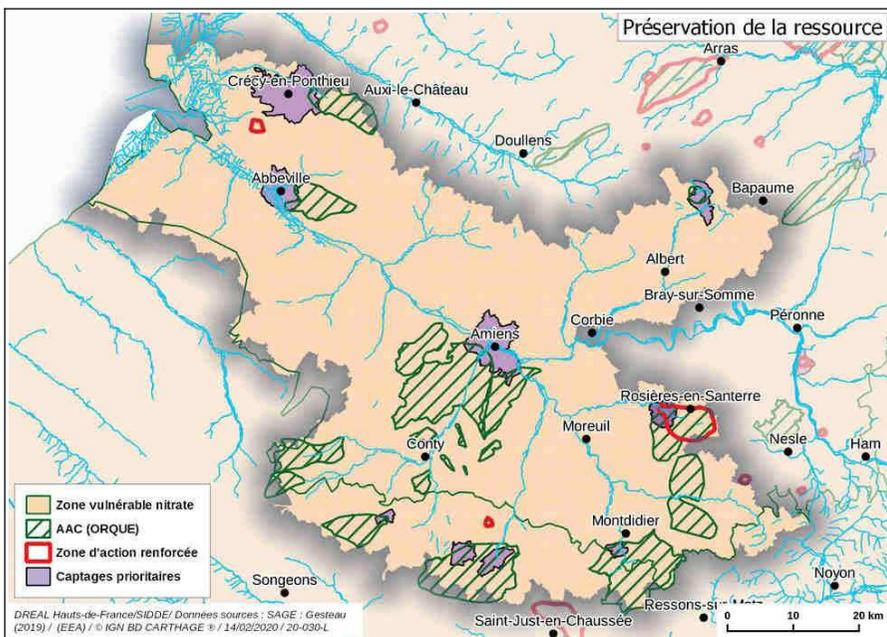 Préservation de la ressource
Arras
Crécy-en-Ponthieu
Auxi-le-Château
Doullens
Abbeville
Bapaume
Albert
Bray-sur-Somme
Corbie
Péronne
Amiens
Rosières-en-Santerre
Moreuil
Conty
Nesle
Ham
Zone vulnérable nitrate
AAC (ORQUE)
Zone d'action renforcée
Captages prioritaires
Montdidier
Songeons
Noyon
Ressons-sur-Matz
Saint-Just-en-Chaussée
DREAL Hauts-de-France/SIDDE/ Données sources : SAGE : Gesteau
(2019) / (EEA) / © IGN BD CARTHAGE ® / 14/02/2020 / 20-030-L
0 10 20 km